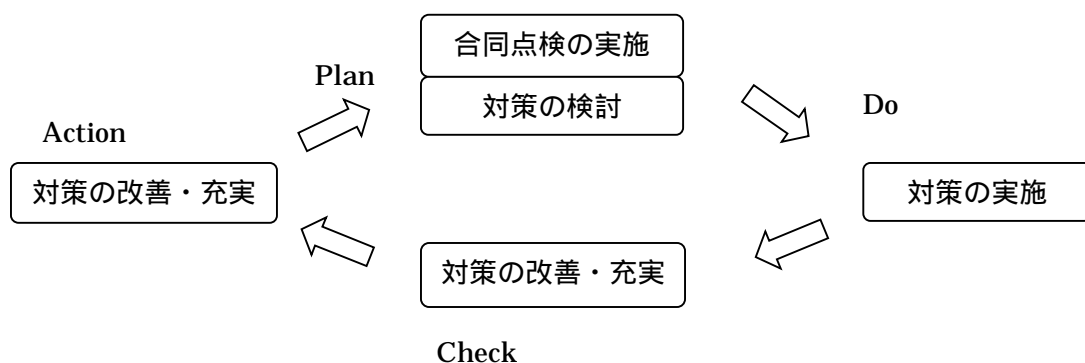 合同点検の実施
Plan
対策の検討
Do
Action
対策の改善・充実
対策の実施
対策の改善・充実
Check